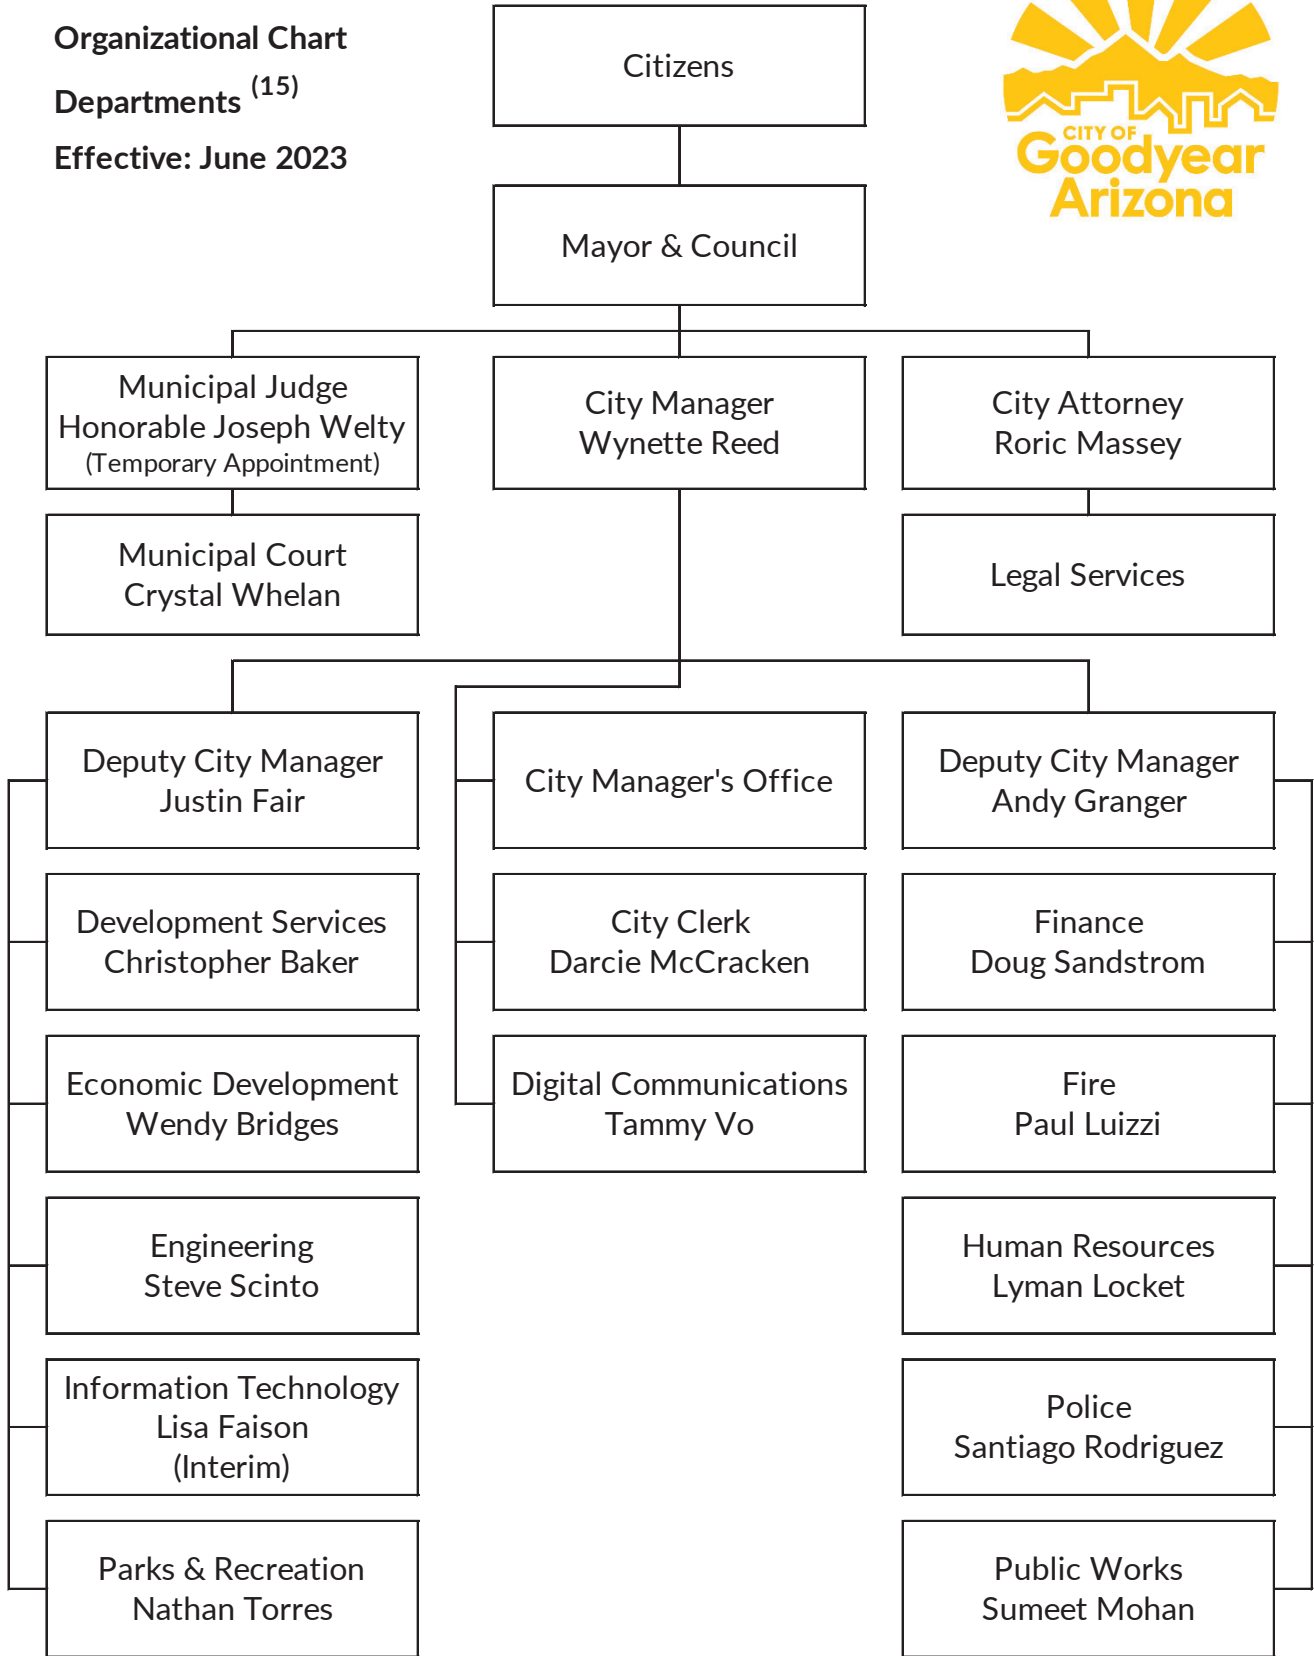 Organizational Chart
Departments (15)
Effective: June 2023
CITY OF
Goodyear
Arizona
Citizens
Mayor & Council
Municipal Judge
Honorable Joseph Welty
(Temporary Appointment)
City Manager
Wynette Reed
City Attorney
Roric Massey
Municipal Court
Crystal Whelan
Legal Services
Deputy City Manager
Justin Fair
City Manager's Office
Deputy City Manager
Andy Granger
Development Services
Christopher Baker
City Clerk
Darcie McCracken
Finance
Doug Sandstrom
Economic Development
Wendy Bridges
Digital Communications
Tammy Vo
Fire
Paul Luizzi
Engineering
Steve Scinto
Human Resources
Lyman Locket
Information Technology
Lisa Faison
(Interim)
Police
Santiago Rodriguez
Parks & Recreation
Nathan Torres
Public Works
Sumeet Mohan